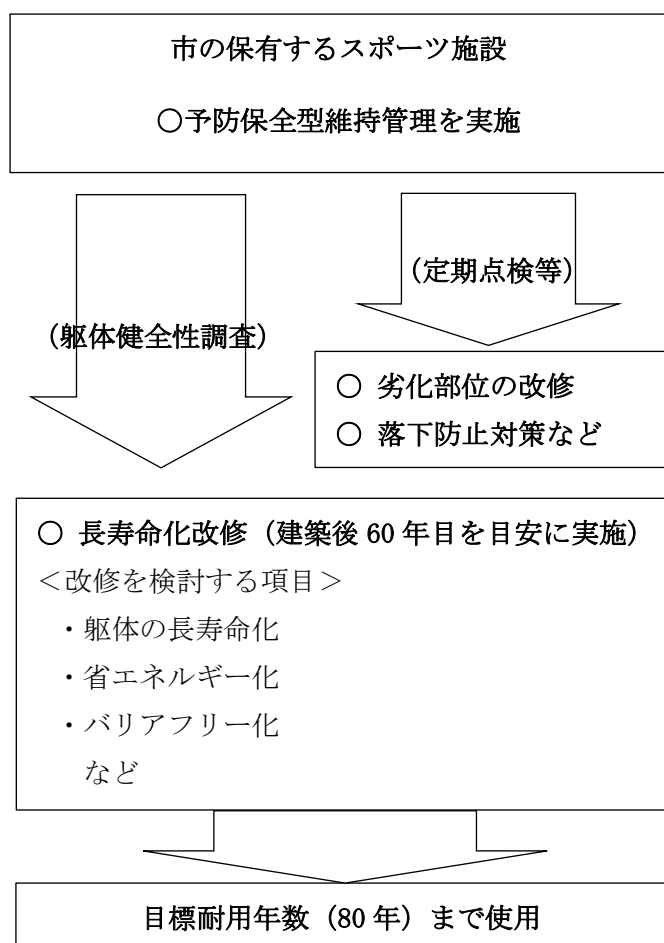 市の保有するスポーツ施設
○予防保全型維持管理を実施
（定期点検等）
（躯体健全性調査）
○ 劣化部位の改修
○ 落下防止対策など
○ 長寿命化改修（建築後 60 年目を目安に実施）
＜改修を検討する項目＞
・躯体の長寿命化
・省エネルギー化
・バリアフリー化
など
目標耐用年数（80 年）まで使用